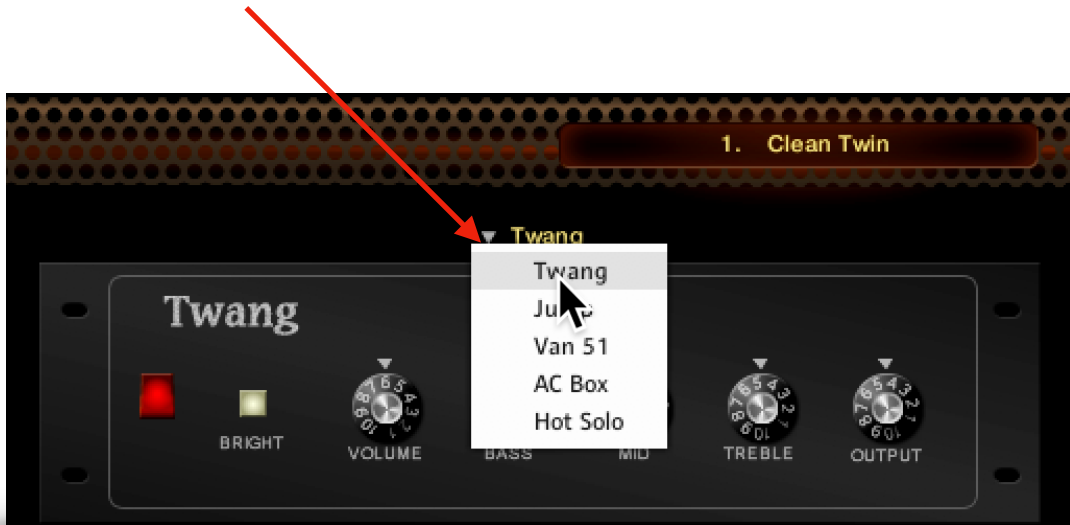 1. Clean Twin
Twang
Twang
Twang
Van 51
AC Box
Hot Solo
BRIGHT
VOLUME
BASS
MID
TREBLE
OUTPUT